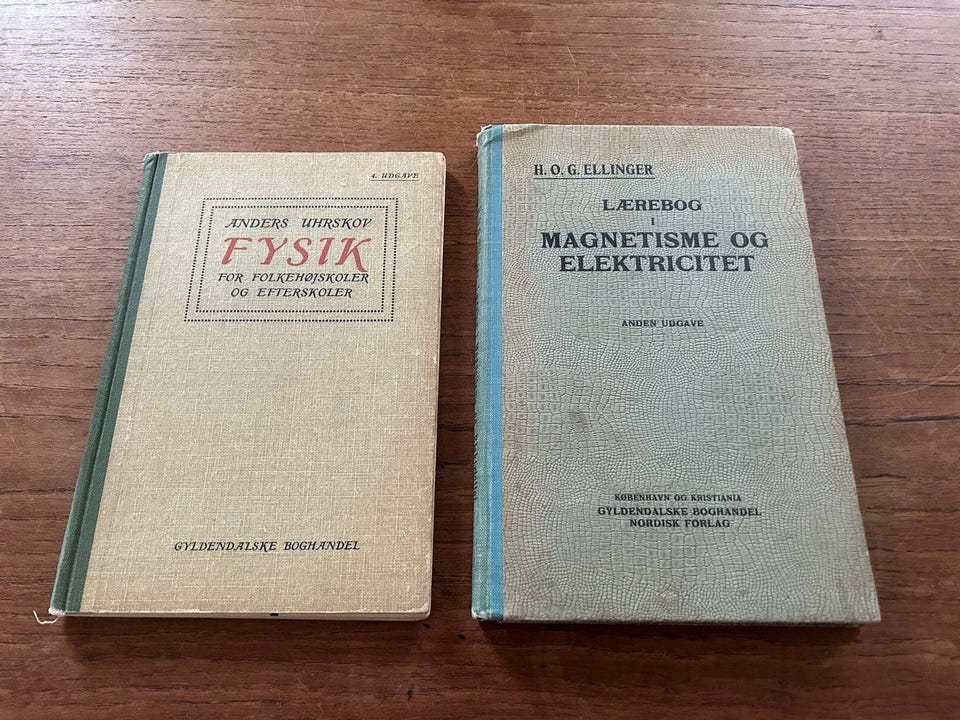 4. UDGAVE
ANDERS UHRSKOV
FYSIK
FOR FOLKEHØJSKOLER
OG EFTERSKOLER
GYLDENDALSKE BOGHANDEL
H. O. G. ELLINGER
LÆREBOG
I
MAGNETISME OG
ELEKTRICITET
ANDEN UDGAVE
KØBENHAVN OG KRISTIANIA
GYLDENDALSKE BOGHANDEL
NORDISK FORLAG